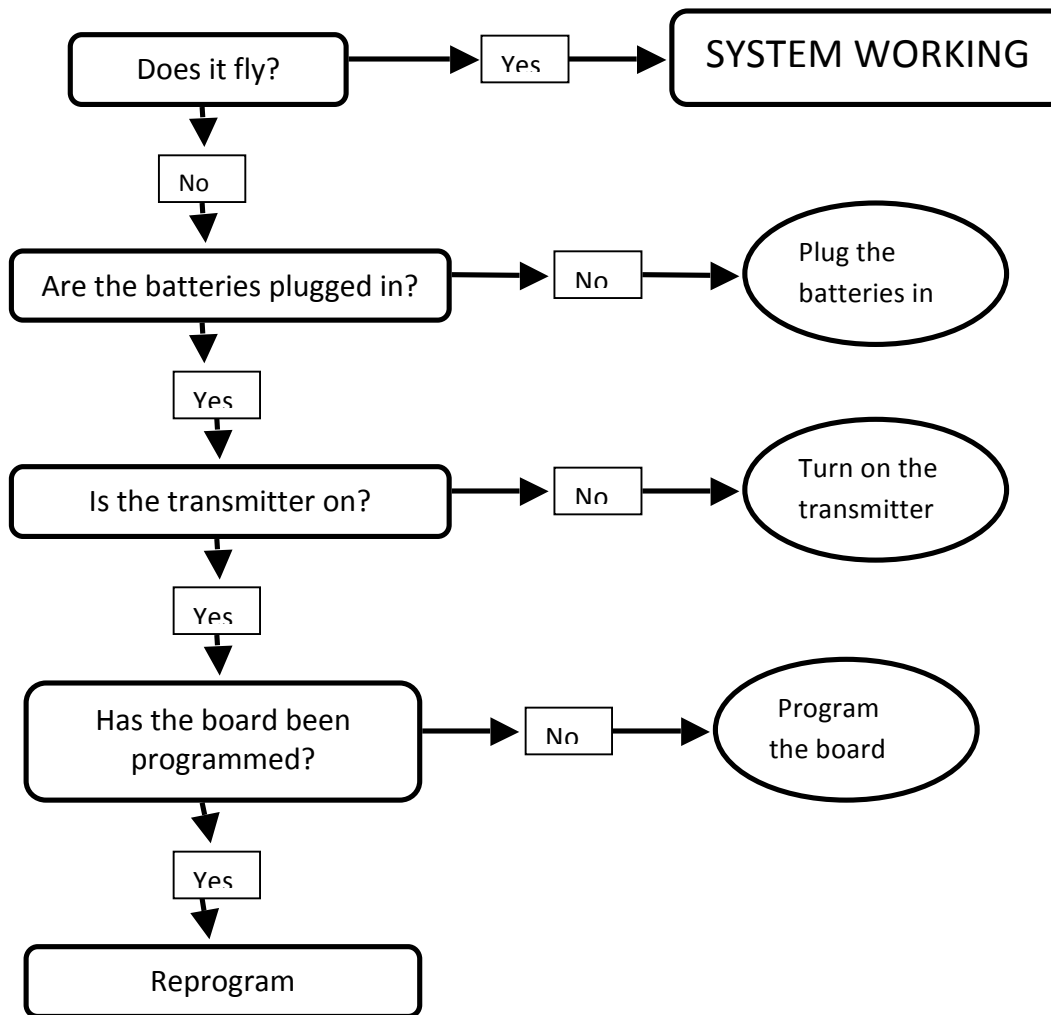 Does it fly?
Yes
SYSTEM WORKING
No
Are the batteries plugged in?
No
Plug the
batteries in
Yes
Is the transmitter on?
No
Turn on the
transmitter
Yes
Has the board been
programmed?
No
Program
the board
Yes
Reprogram